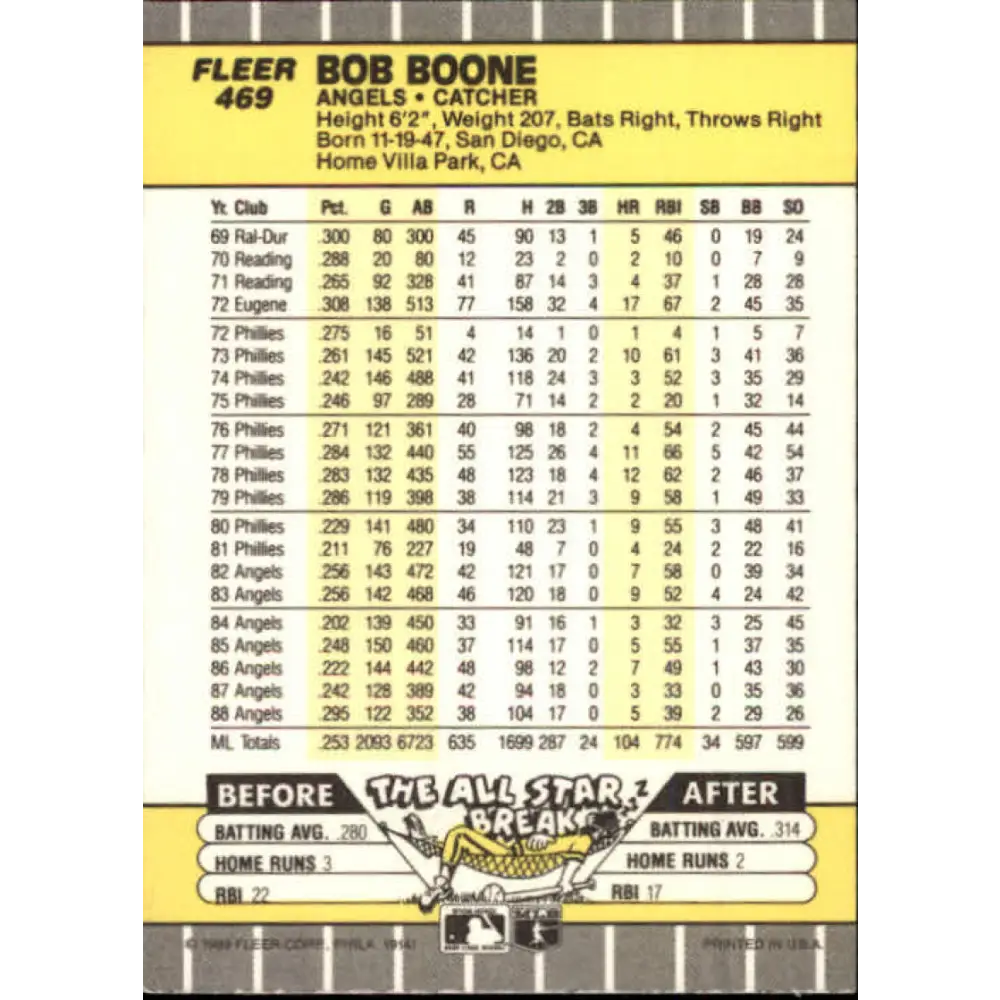 FLEER BOB BOONE
469 ANGELS • CATCHER
Height 6'2", Weight 207, Bats Right, Throws Right
Born 11-19-47, San Diego, CA
Home Villa Park, CA
Yr. Club Pct. G AB R H 2B 3B HR RBI SB BB SO
69 Ral-Dur .300 80 300 45 90 13 1 5 46 0 19 24
70 Reading .288 20 80 12 23 2 0 2 10 0 7 9
71 Reading .265 92 328 41 87 14 3 4 37 1 28 28
72 Eugene .308 138 513 77 158 32 4 17 67 2 45 35
72 Phillies .275 16 51 4 14 1 0 1 4 1 5 7
73 Phillies .261 145 521 42 136 20 2 10 61 3 41 36
74 Phillies .242 146 488 41 118 24 3 3 52 3 35 29
75 Phillies .246 97 289 28 71 14 2 2 20 1 32 14
76 Phillies .271 121 361 40 98 18 2 4 54 2 45 44
77 Phillies .284 132 440 55 125 26 4 11 66 5 42 54
78 Phillies .283 132 435 48 123 18 4 12 62 2 46 37
79 Phillies .286 119 398 38 114 21 3 9 58 1 49 33
80 Phillies .229 141 480 34 110 23 1 9 55 3 48 41
81 Phillies .211 76 227 19 48 7 0 4 24 2 22 16
82 Angels .256 143 472 42 121 17 0 7 58 0 39 34
83 Angels .256 142 468 46 120 18 0 9 52 4 24 42
84 Angels .202 139 450 33 91 16 1 3 32 3 25 45
85 Angels .248 150 460 37 114 17 0 5 55 1 37 35
86 Angels .222 144 442 48 98 12 2 7 49 1 43 30
87 Angels .242 128 389 42 94 18 0 3 33 0 35 36
88 Angels .295 122 352 38 104 17 0 5 39 2 29 26
ML Totals .253 2093 6723 635 1699 287 24 104 774 34 597 599
BEFORE THE ALL STAR BREAK Z AFTER
BATTING AVG. .280 BATTING AVG. .314
HOME RUNS 3 HOME RUNS 2
RBI 22 RBI 17
© 1989 FLEER CORP. PHILA. 19141 PRINTED IN U.S.A.